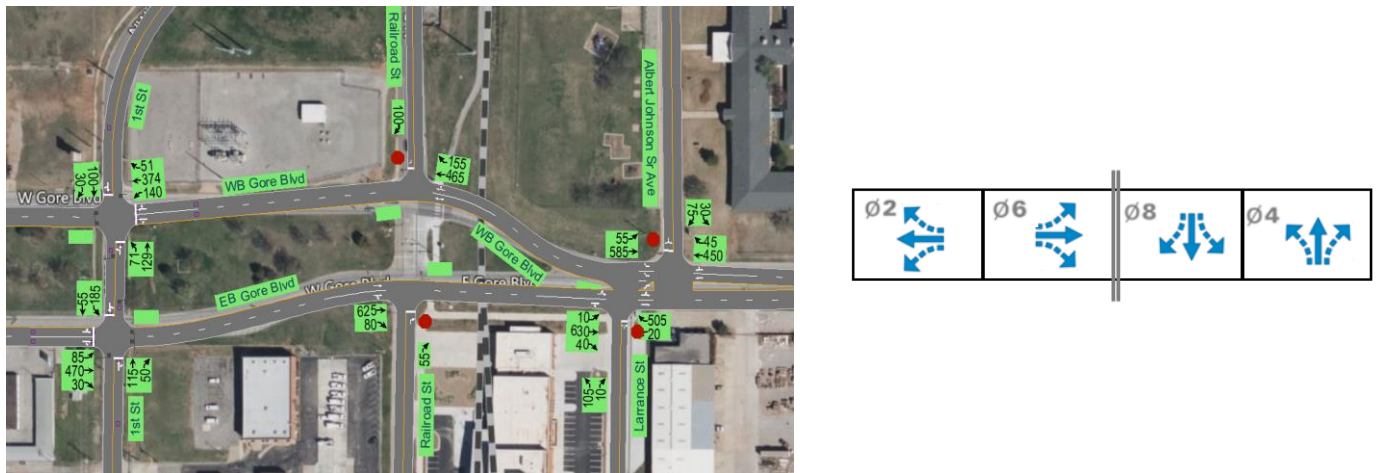 1st St
Railroad St
Albert Johnson Sr Ave
100
155
465
51
374
140
100
30
WB Gore Blvd
W Gore Blvd
30
75
55
585
45
450
WB Gore Blvd
71
129
55
185
EB Gore Blvd
W Gore Blvd
E Gore Blvd
625
80
10
630
40
505
20
85
470
30
115
50
55
105
10
1st St
Railroad St
Larrance St
Ø2
Ø6
Ø8
Ø4